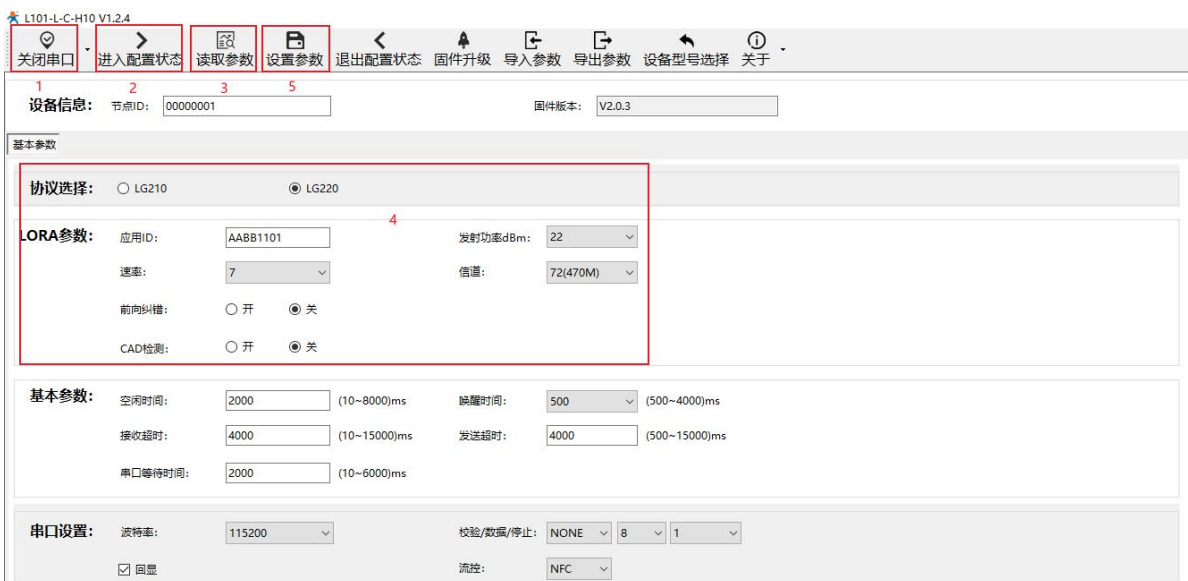 L101-L-C-H10 V1.2.4
关闭串口 进入配置状态 读取参数 设置参数 退出配置状态 固件升级 导入参数 导出参数 设备型号选择 关于
1 2 3 5
设备信息: 节点ID: 00000001 固件版本: V2.0.3
基本参数
协议选择: LG210 LG220
4
LORA参数: 应用ID: AABB1101 发射功率dBm: 22
速率: 7 信道: 72(470M)
前向纠错: 开 关
CAD检测: 开 关
基本参数: 空闲时间: 2000 (10~8000)ms 唤醒时间: 500 (500~4000)ms
接收超时: 4000 (10~15000)ms 发送超时: 4000 (500~15000)ms
串口等待时间: 2000 (10~6000)ms
串口设置: 波特率: 115200 校验/数据/停止: NONE 8 1
回显 流控: NFC